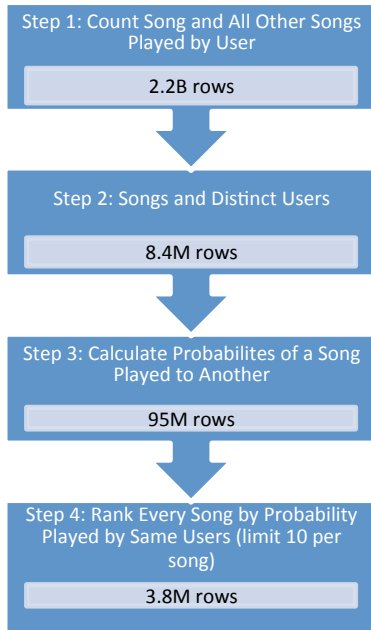 Step 1: Count Song and All Other Songs
Played by User
2.2B rows
Step 2: Songs and Distinct Users
8.4M rows
Step 3: Calculate Probabilites of a Song
Played to Another
95M rows
Step 4: Rank Every Song by Probability
Played by Same Users (limit 10 per
song)
3.8M rows